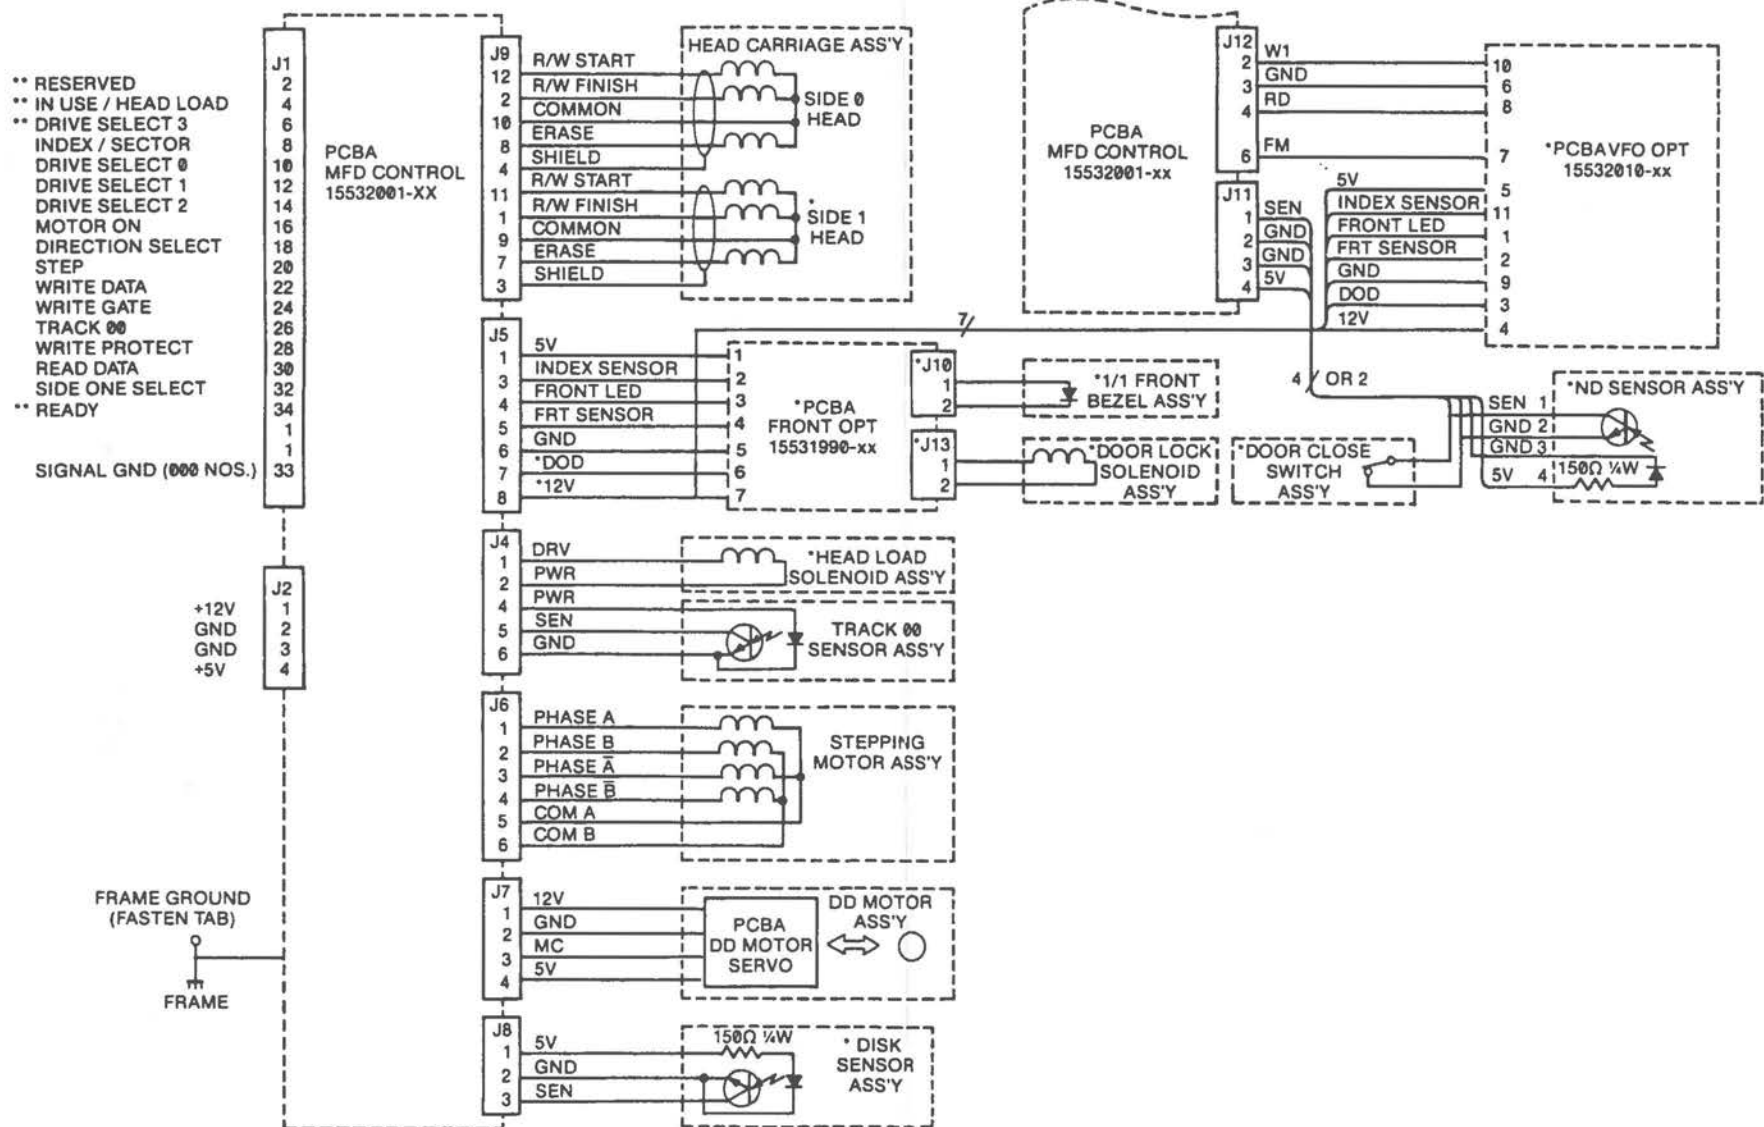 J1
** RESERVED 2
** IN USE / HEAD LOAD 4
** DRIVE SELECT 3 6
INDEX / SECTOR 8
DRIVE SELECT 0 10
DRIVE SELECT 1 12
DRIVE SELECT 2 14
MOTOR ON 16
DIRECTION SELECT 18
STEP 20
WRITE DATA 22
WRITE GATE 24
TRACK 00 26
WRITE PROTECT 28
READ DATA 30
SIDE ONE SELECT 32
** READY 34
1
1
SIGNAL GND (000 NOS.) 33
J2
+12V 1
GND 2
GND 3
+5V 4
FRAME GROUND
(FASTEN TAB)
FRAME
PCBA
MFD CONTROL
15532001-XX
J9
12 R/W START
2 R/W FINISH
10 COMMON
8 ERASE
4 SHIELD
11 R/W START
1 R/W FINISH
9 COMMON
7 ERASE
3 SHIELD
HEAD CARRIAGE ASS'Y
SIDE 0
HEAD
*
SIDE 1
HEAD
J5
1 5V 1
3 INDEX SENSOR 2
4 FRONT LED 3
5 FRT SENSOR 4
6 GND 5
7 *DOD 6
8 *12V 7
*PCBA
FRONT OPT
15531990-xx
7
*J10
1
2
*J13
1
2
*1/1 FRONT
BEZEL ASS'Y
*DOOR LOCK
SOLENOID
ASS'Y
J4
1 DRV
2 PWR
4 PWR
5 SEN
6 GND
*HEAD LOAD
SOLENOID ASS'Y
TRACK 00
SENSOR ASS'Y
J6
1 PHASE A
2 PHASE B
3 PHASE A̅
4 PHASE B̅
5 COM A
6 COM B
STEPPING
MOTOR ASS'Y
J7
1 12V
2 GND
3 MC
4 5V
PCBA
DD MOTOR
SERVO
DD MOTOR
ASS'Y
J8
1 5V
2 GND
3 SEN
150Ω ¼W
* DISK
SENSOR
ASS'Y
PCBA
MFD CONTROL
15532001-xx
J12
2 W1 10
3 GND 6
4 RD 8
6 FM 7
J11
1 SEN
2 GND
3 GND
4 5V
5V 5
INDEX SENSOR 11
FRONT LED 1
FRT SENSOR 2
GND 9
DOD 3
12V 4
*PCBAVFO OPT
15532010-xx
4 / OR 2
*DOOR CLOSE
SWITCH
ASS'Y
*ND SENSOR ASS'Y
SEN 1
GND 2
GND 3
5V 4
150Ω ¼W